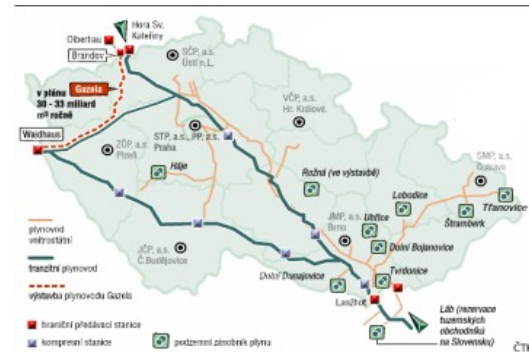 Hora Sv.
Kateřiny
Olberhau
Brandov
SČP, a.s.
Ústí n.L.
Gazela
v plánu
30 - 33 miliard
m³ ročně
VČP, a.s.
Hr. Králové
Waidhaus
ZČP, a.s.
Plzeň
STP, a.s., PP, a.s.
Praha
Háje
Rožná (ve výstavbě)
SMP, a.s.
Ostrava
Lobodice
Třanovice
Uhřice
Štramberk
JMP, a.s.
Brno
plynovod
vnitrostátní
JČP, a.s.
Č.Budějovice
Dolní Bojanovice
tranzitní plynovod
Dolní Dunajovice
Tvrdonice
výstavba plynovodu Gazela
Lanžhot
Láb (rezervace
tuzemských
obchodníků
na Slovensku)
hraniční předávací stanice
kompresní stanice
podzemní zásobník plynu
ČTK